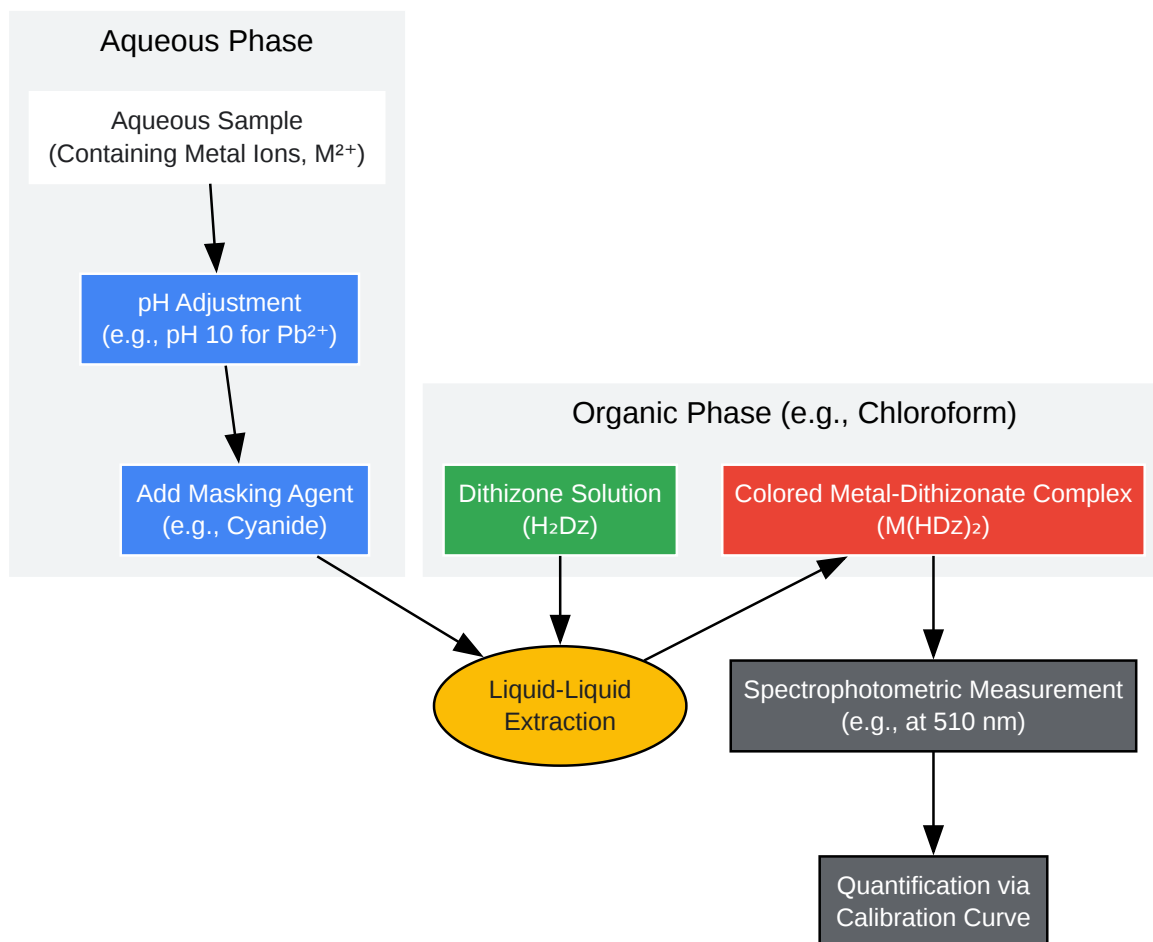 Aqueous Phase
Aqueous Sample
(Containing Metal Ions, M²⁺)
pH Adjustment
(e.g., pH 10 for Pb²⁺)
Add Masking Agent
(e.g., Cyanide)
Organic Phase (e.g., Chloroform)
Dithizone Solution
(H₂Dz)
Colored Metal-Dithizonate Complex
(M(HDz)₂)
Liquid-Liquid
Extraction
Spectrophotometric Measurement
(e.g., at 510 nm)
Quantification via
Calibration Curve